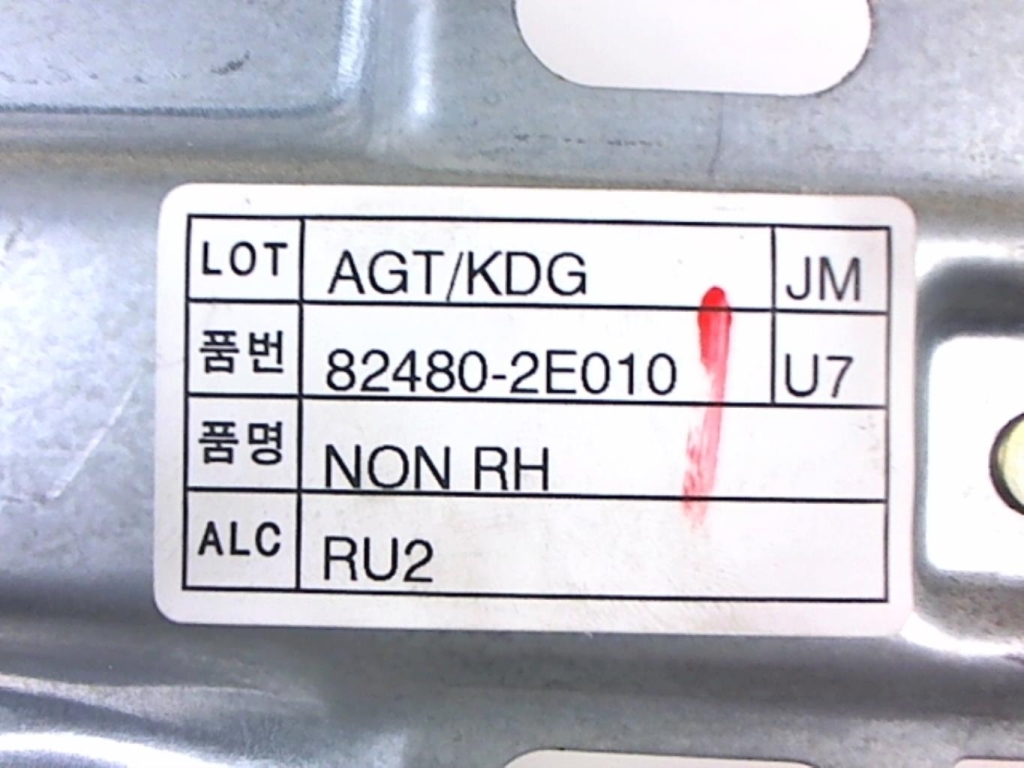 LOT AGT/KDG JM
품번 82480-2E010 U7
품명 NON RH
ALC RU2